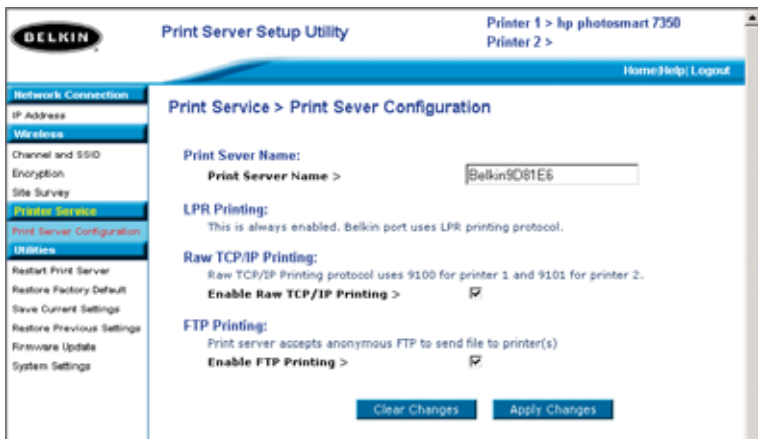 BELKIN
Print Server Setup Utility
Printer 1 > hp photosmart 7350
Printer 2 >
Home|Help| Logout
Network Connection
IP Address
Wireless
Channel and SSID
Encryption
Site Survey
Printer Service
Print Server Configuration
Utilities
Restart Print Server
Restore Factory Default
Save Current Settings
Restore Previous Settings
Firmware Update
System Settings
Print Service > Print Sever Configuration
Print Sever Name:
Print Server Name > Belkin9D81E6
LPR Printing:
This is always enabled. Belkin port uses LPR printing protocol.
Raw TCP/IP Printing:
Raw TCP/IP Printing protocol uses 9100 for printer 1 and 9101 for printer 2.
Enable Raw TCP/IP Printing >
FTP Printing:
Print server accepts anonymous FTP to send file to printer(s)
Enable FTP Printing >
Clear Changes
Apply Changes